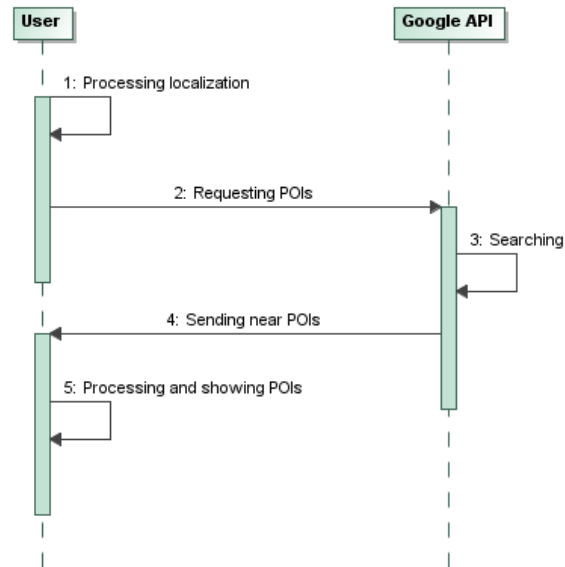 User
Google API
1: Processing localization
2: Requesting POIs
3: Searching
4: Sending near POIs
5: Processing and showing POIs